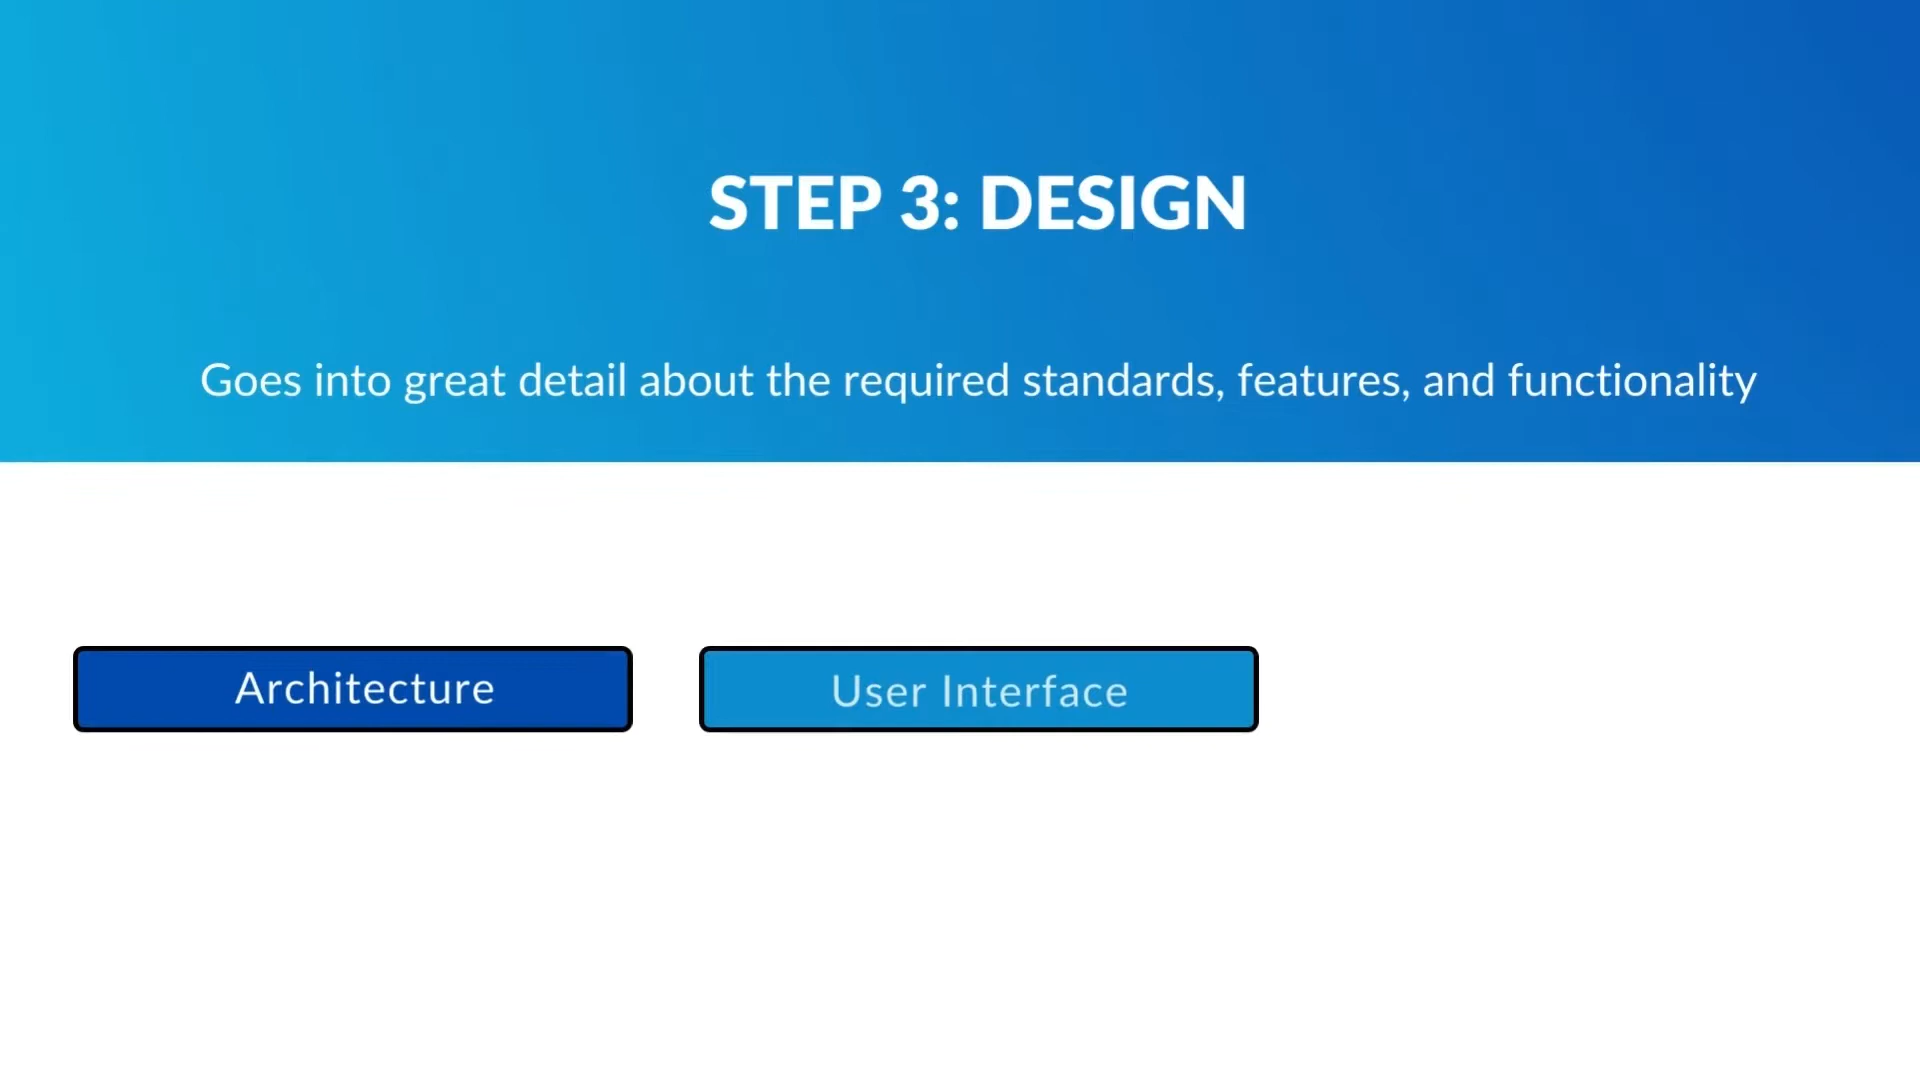 STEP 3: DESIGN
Goes into great detail about the required standards, features, and functionality
Architecture
User Interface